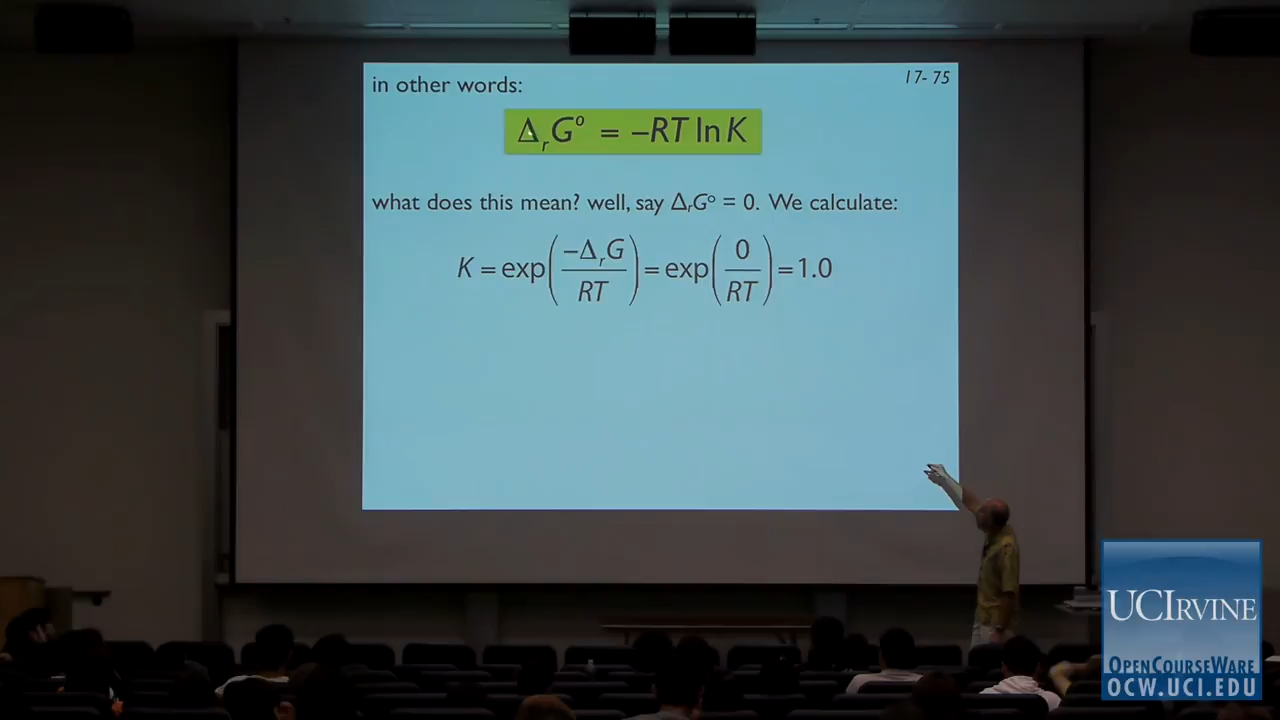 in other words:
17- 75
ΔᵣG° = –RT ln K
what does this mean? well, say ΔᵣG° = 0. We calculate:
K = exp(–ΔᵣG / RT) = exp(0 / RT) = 1.0
UCIRVINE
OPENCOURSEWARE
OCW.UCI.EDU